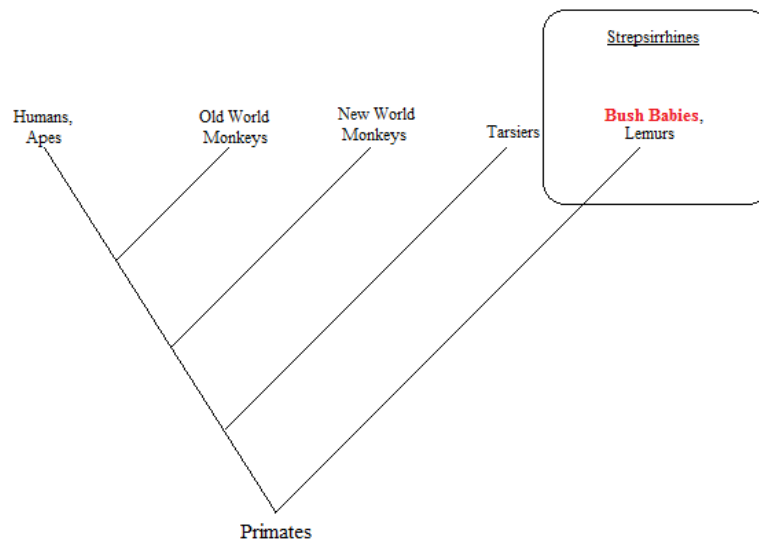 Strepsirrhines
Humans,
Apes
Old World
Monkeys
New World
Monkeys
Tarsiers
Bush Babies,
Lemurs
Primates